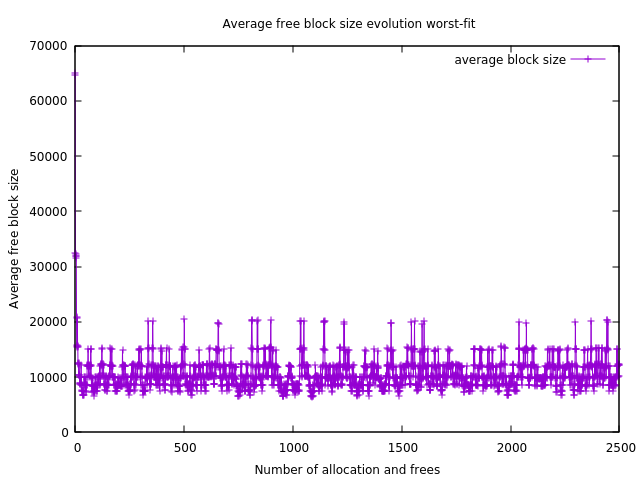 Average free block size evolution worst-fit
average block size
70000
60000
50000
40000
30000
20000
10000
0
Average free block size
0 500 1000 1500 2000 2500
Number of allocation and frees